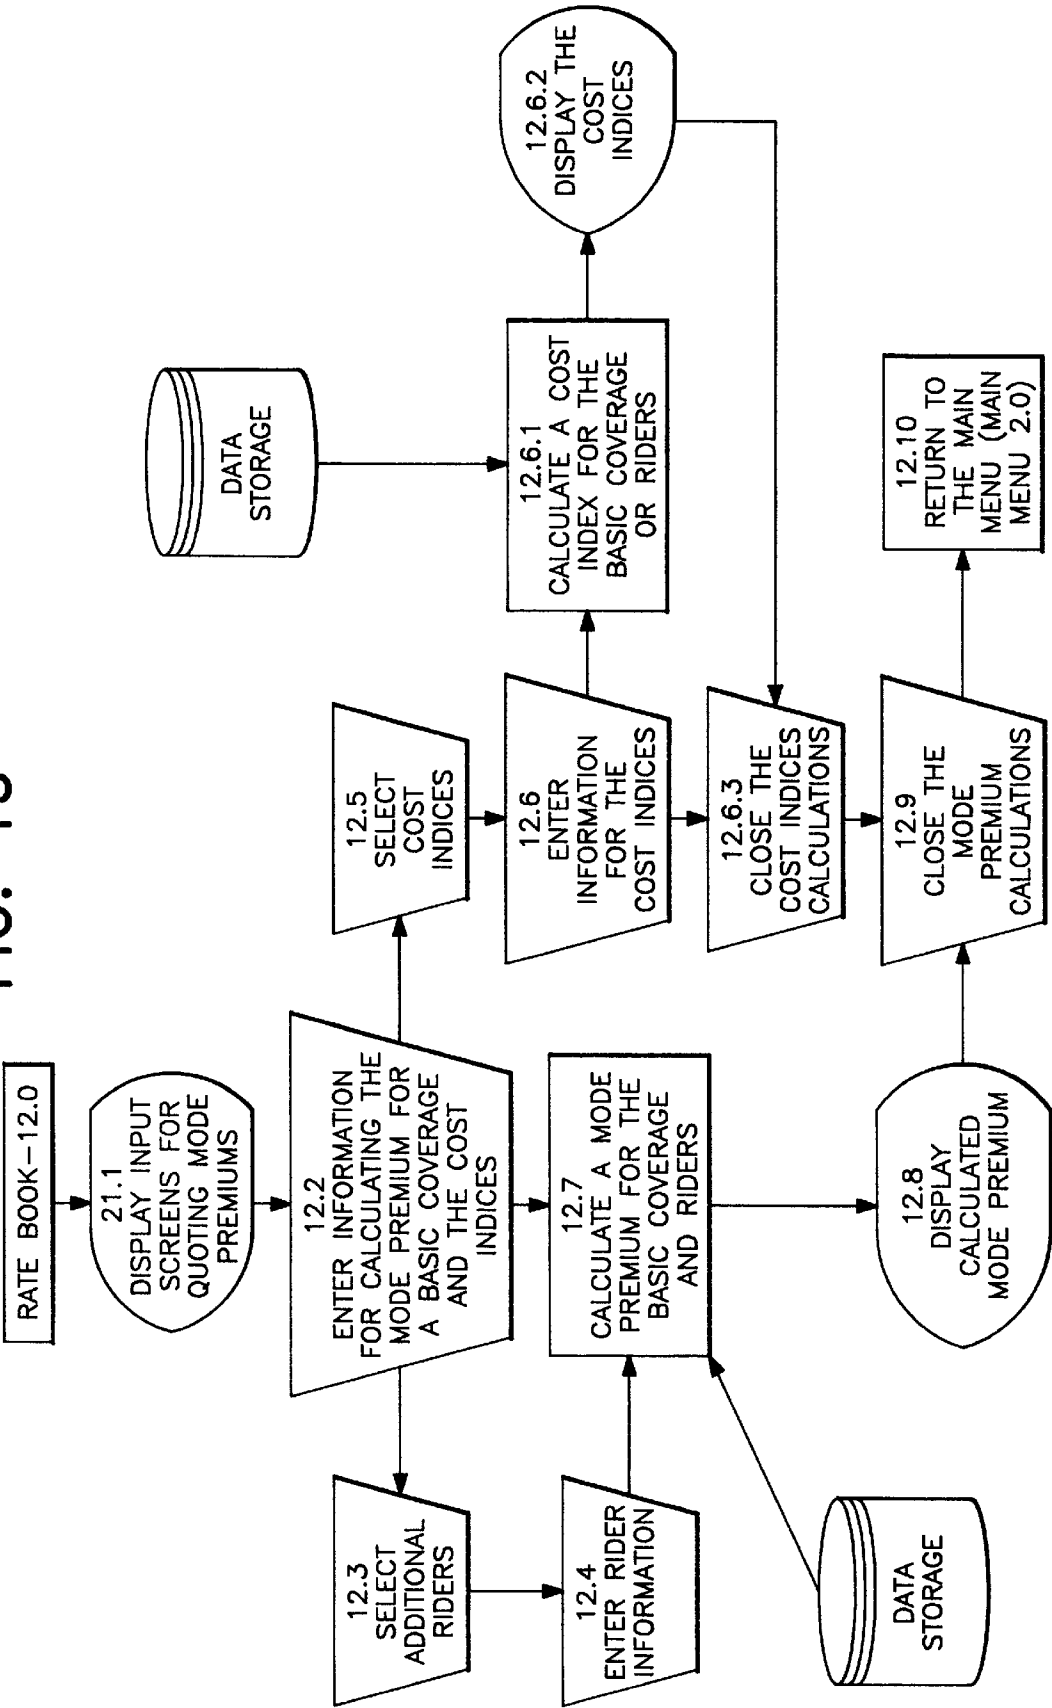 FIG.
RATE BOOK–12.0
21.1
DISPLAY INPUT
SCREENS FOR
QUOTING MODE
PREMIUMS
12.2
ENTER INFORMATION
FOR CALCULATING THE
MODE PREMIUM FOR
A BASIC COVERAGE
AND THE COST
INDICES
12.3
SELECT
ADDITIONAL
RIDERS
12.4
ENTER RIDER
INFORMATION
DATA
STORAGE
12.7
CALCULATE A MODE
PREMIUM FOR THE
BASIC COVERAGE
AND RIDERS
12.8
DISPLAY
CALCULATED
MODE PREMIUM
12.5
SELECT
COST
INDICES
12.6
ENTER
INFORMATION
FOR THE
COST INDICES
DATA
STORAGE
12.6.1
CALCULATE A COST
INDEX FOR THE
BASIC COVERAGE
OR RIDERS
12.6.2
DISPLAY THE
COST
INDICES
12.6.3
CLOSE THE
COST INDICES
CALCULATIONS
12.9
CLOSE THE
MODE
PREMIUM
CALCULATIONS
12.10
RETURN TO
THE MAIN
MENU (MAIN
MENU 2.0)